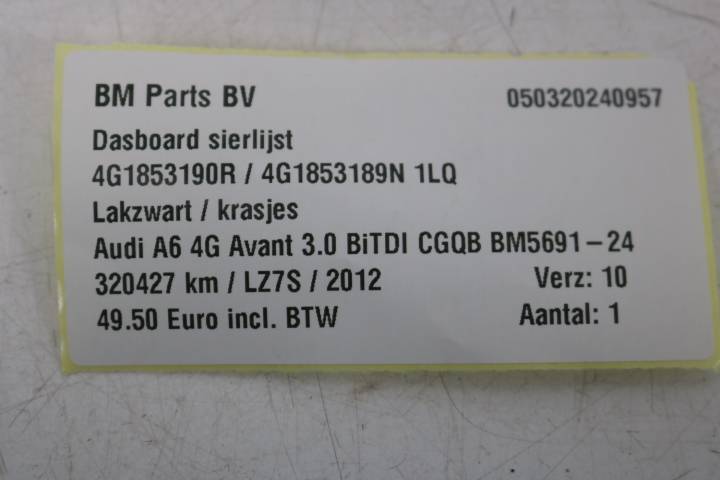 BM Parts BV 050320240957
Dasboard sierlijst
4G1853190R / 4G1853189N 1LQ
Lakzwart / krasjes
Audi A6 4G Avant 3.0 BiTDI CGQB BM5691-24
320427 km / LZ7S / 2012 Verz: 10
49.50 Euro incl. BTW Aantal: 1